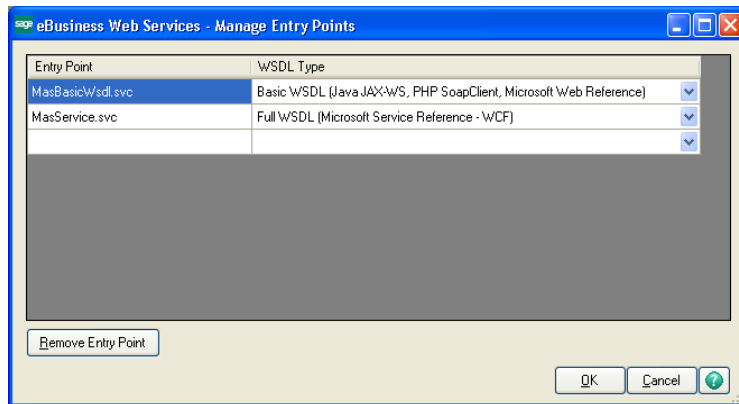 sage eBusiness Web Services - Manage Entry Points
Entry Point WSDL Type
MasBasicWsdl.svc Basic WSDL (Java JAX-WS, PHP SoapClient, Microsoft Web Reference)
MasService.svc Full WSDL (Microsoft Service Reference - WCF)
Remove Entry Point
OK Cancel ?